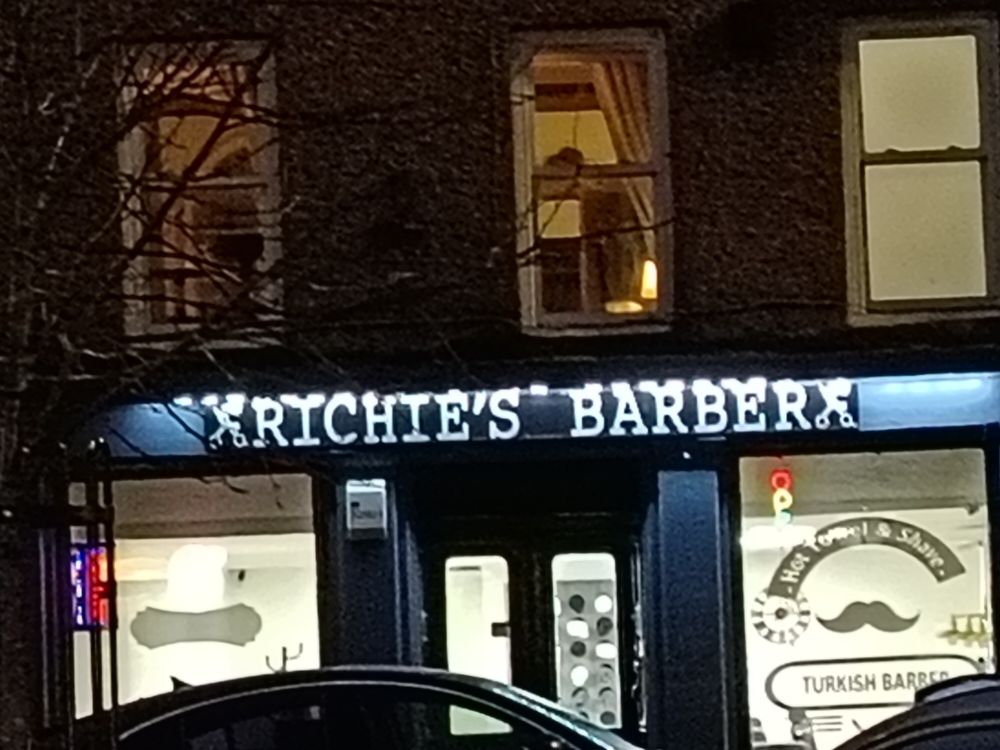 RICHIE'S BARBER
Hot Towel & Shave
TURKISH BARBER